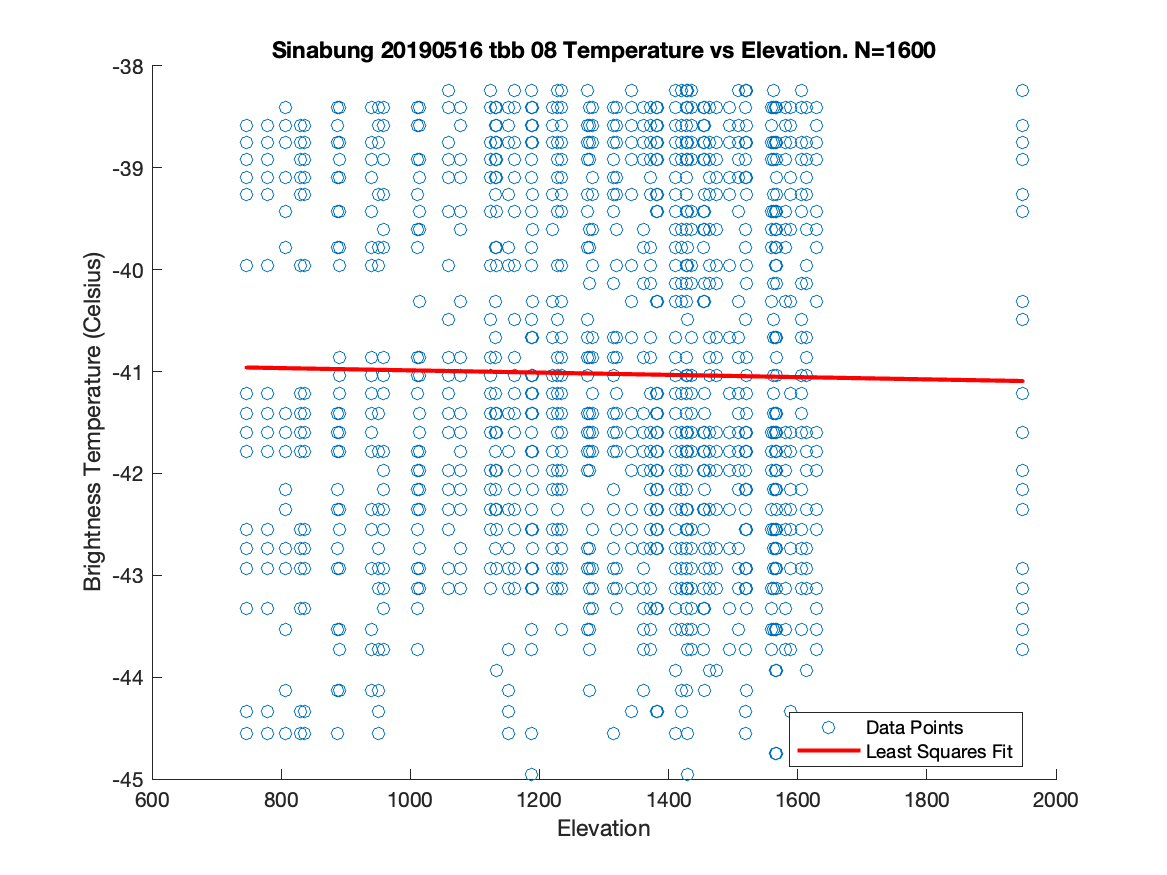 Sinabung 20190516 tbb 08 Temperature vs Elevation. N=1600
Brightness Temperature (Celsius)
-38
-39
-40
-41
-42
-43
-44
-45
Data Points
Least Squares Fit
600 800 1000 1200 1400 1600 1800 2000
Elevation